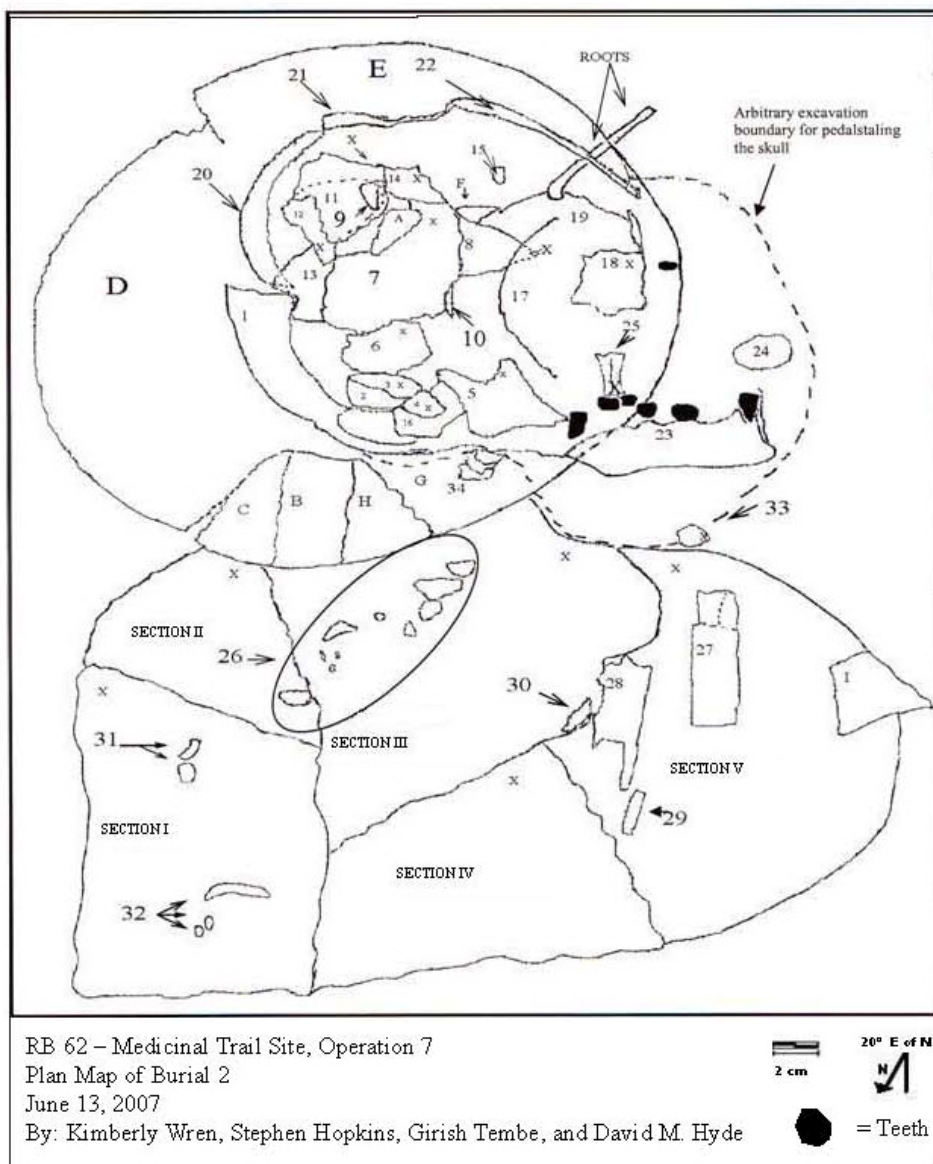 E
22
21
ROOTS
Arbitrary excavation
boundary for pedalstaling
the skull
X
15
20
14
X
F
11
9
12
A
X
19
X
8
X
13
18
X
D
7
1
17
10
25
X
6
24
3
X
X
2
5
4
X
16
23
G
34
C
B
H
33
X
X
X
SECTION II
26
27
28
I
30
X
31
SECTION III
SECTION V
X
SECTION I
29
SECTION IV
32
RB 62 – Medicinal Trail Site, Operation 7
Plan Map of Burial 2
June 13, 2007
By: Kimberly Wren, Stephen Hopkins, Girish Tembe, and David M. Hyde
2 cm
20° E of N
N
= Teeth